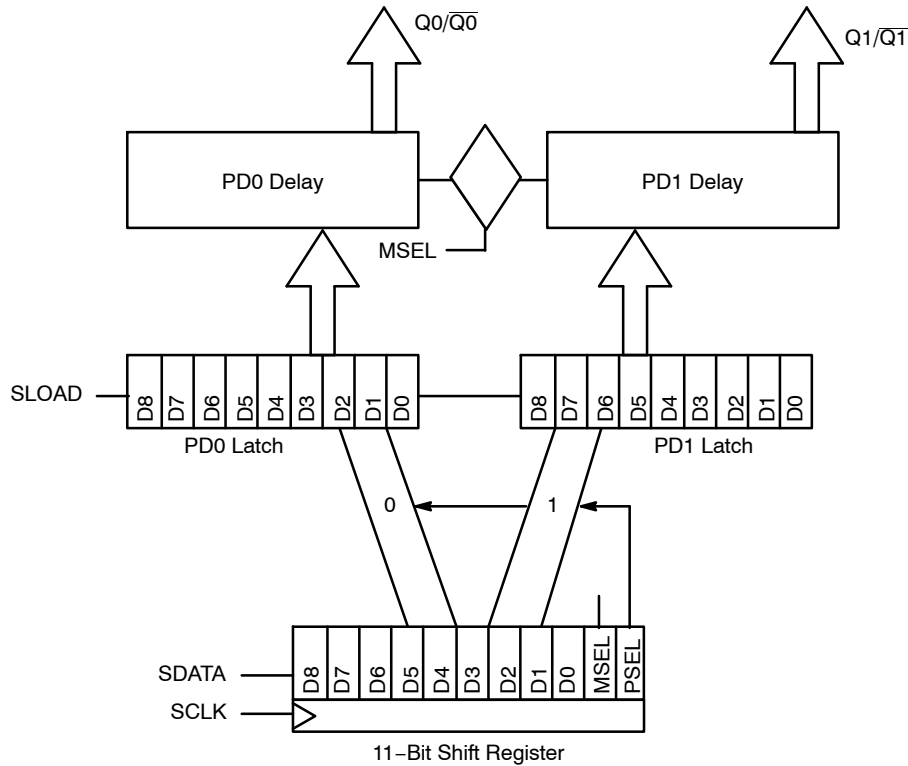 Q0/Q0
Q1/Q1
PD0 Delay
PD1 Delay
MSEL
SLOAD
D8 D7 D6 D5 D4 D3 D2 D1 D0
D8 D7 D6 D5 D4 D3 D2 D1 D0
PD0 Latch
PD1 Latch
0
1
SDATA
D8 D7 D6 D5 D4 D3 D2 D1 D0 MSEL PSEL
SCLK
11−Bit Shift Register